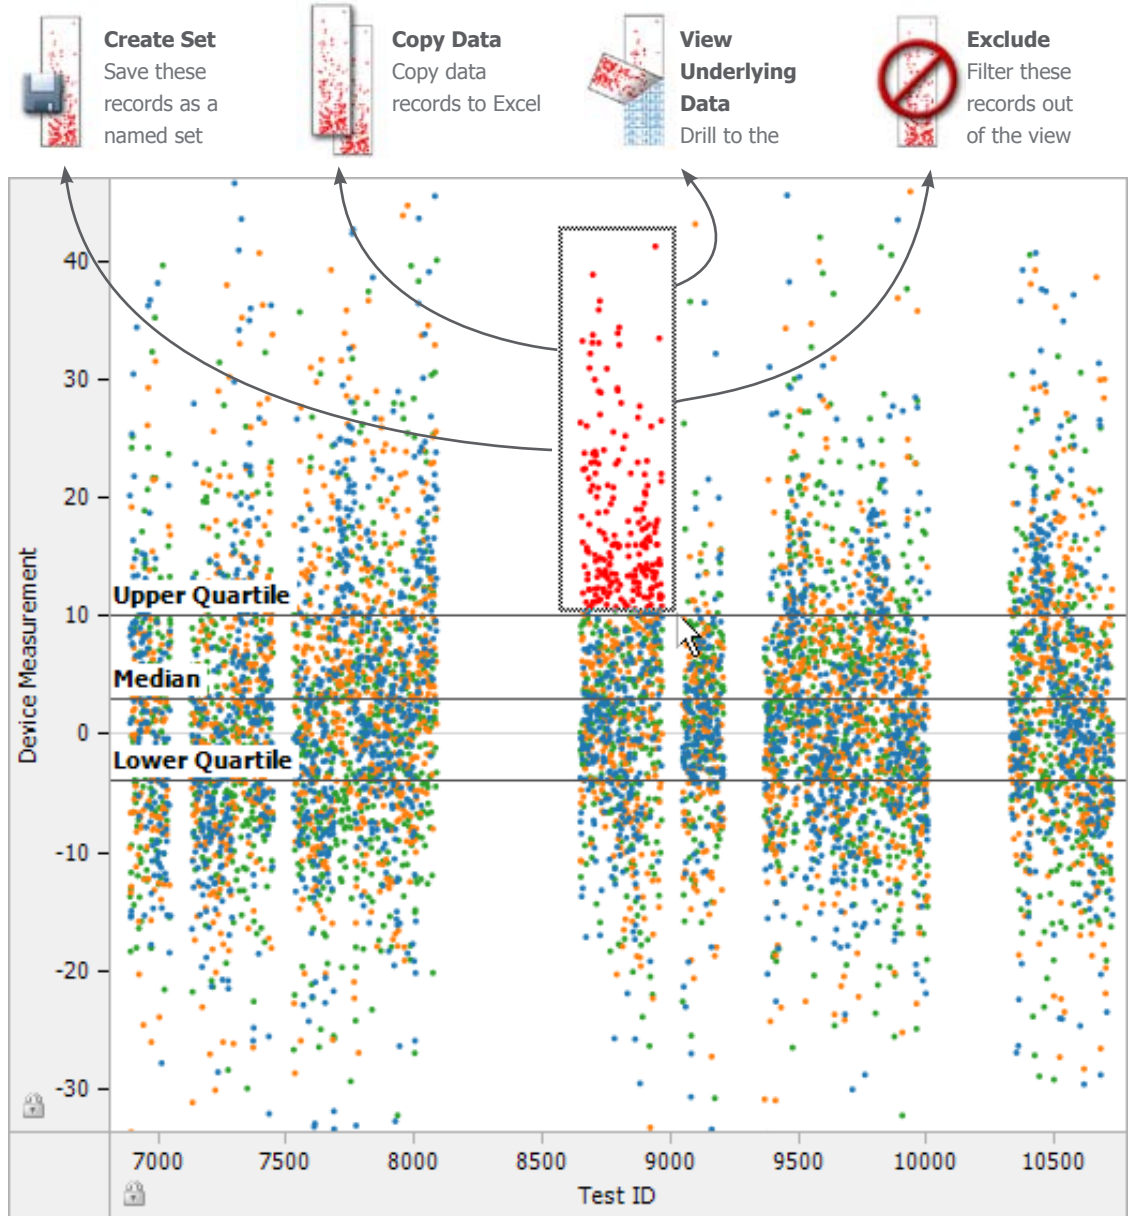 Create Set
Save these
records as a
named set
Copy Data
Copy data
records to Excel
View
Underlying
Data
Drill to the
Exclude
Filter these
records out
of the view
Device Measurement
40
30
20
10
0
-10
-20
-30
Upper Quartile
Median
Lower Quartile
7000
7500
8000
8500
9000
9500
10000
10500
Test ID